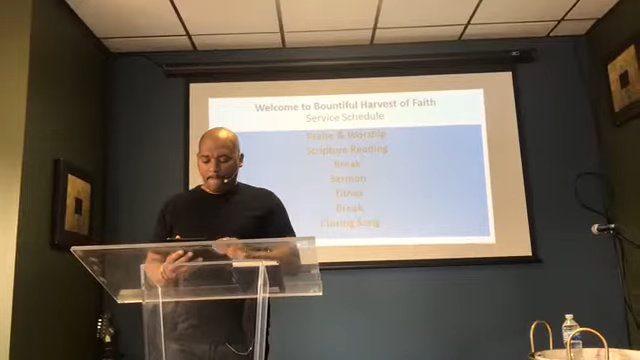 Welcome to Bountiful Harvest of Faith
Service Schedule
Praise & Worship
Scripture Reading
Break
Sermon
Tithes
Break
Closing Song